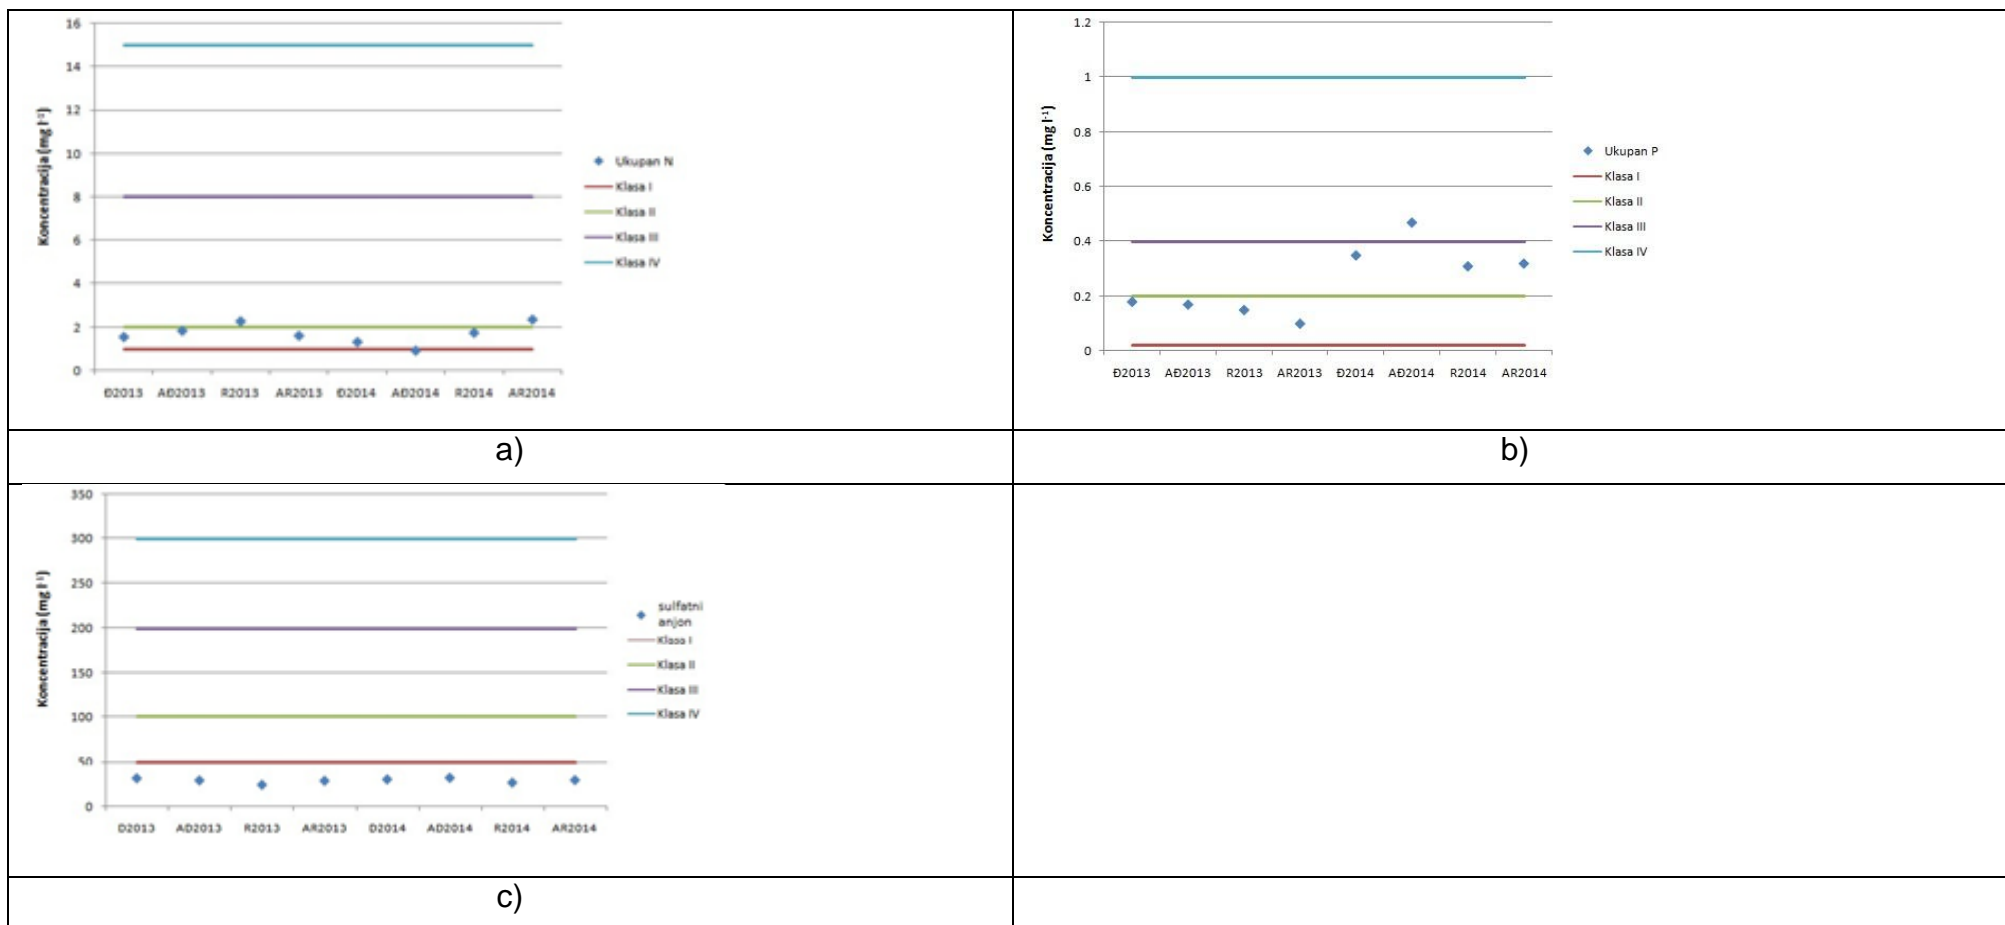 16
14
12
10
8
6
4
2
0
Koncentracija (mg l-1)
Đ2013 AĐ2013 R2013 AR2013 Đ2014 AĐ2014 R2014 AR2014
Ukupan N
Klasa I
Klasa II
Klasa III
Klasa IV
1.2
1
0.8
0.6
0.4
0.2
0
Koncentracija (mg l-1)
Đ2013 AĐ2013 R2013 AR2013 Đ2014 AĐ2014 R2014 AR2014
Ukupan P
Klasa I
Klasa II
Klasa III
Klasa IV
a)
b)
350
300
250
200
150
100
50
0
Koncentracija (mg l-1)
D2013 AD2013 R2013 AR2013 D2014 AD2014 R2014 AR2014
sulfatni
anjon
Klasa I
Klasa II
Klasa III
Klasa IV
c)